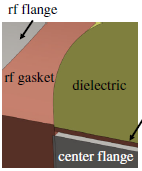 rf flange
rf gasket
dielectric
center flange